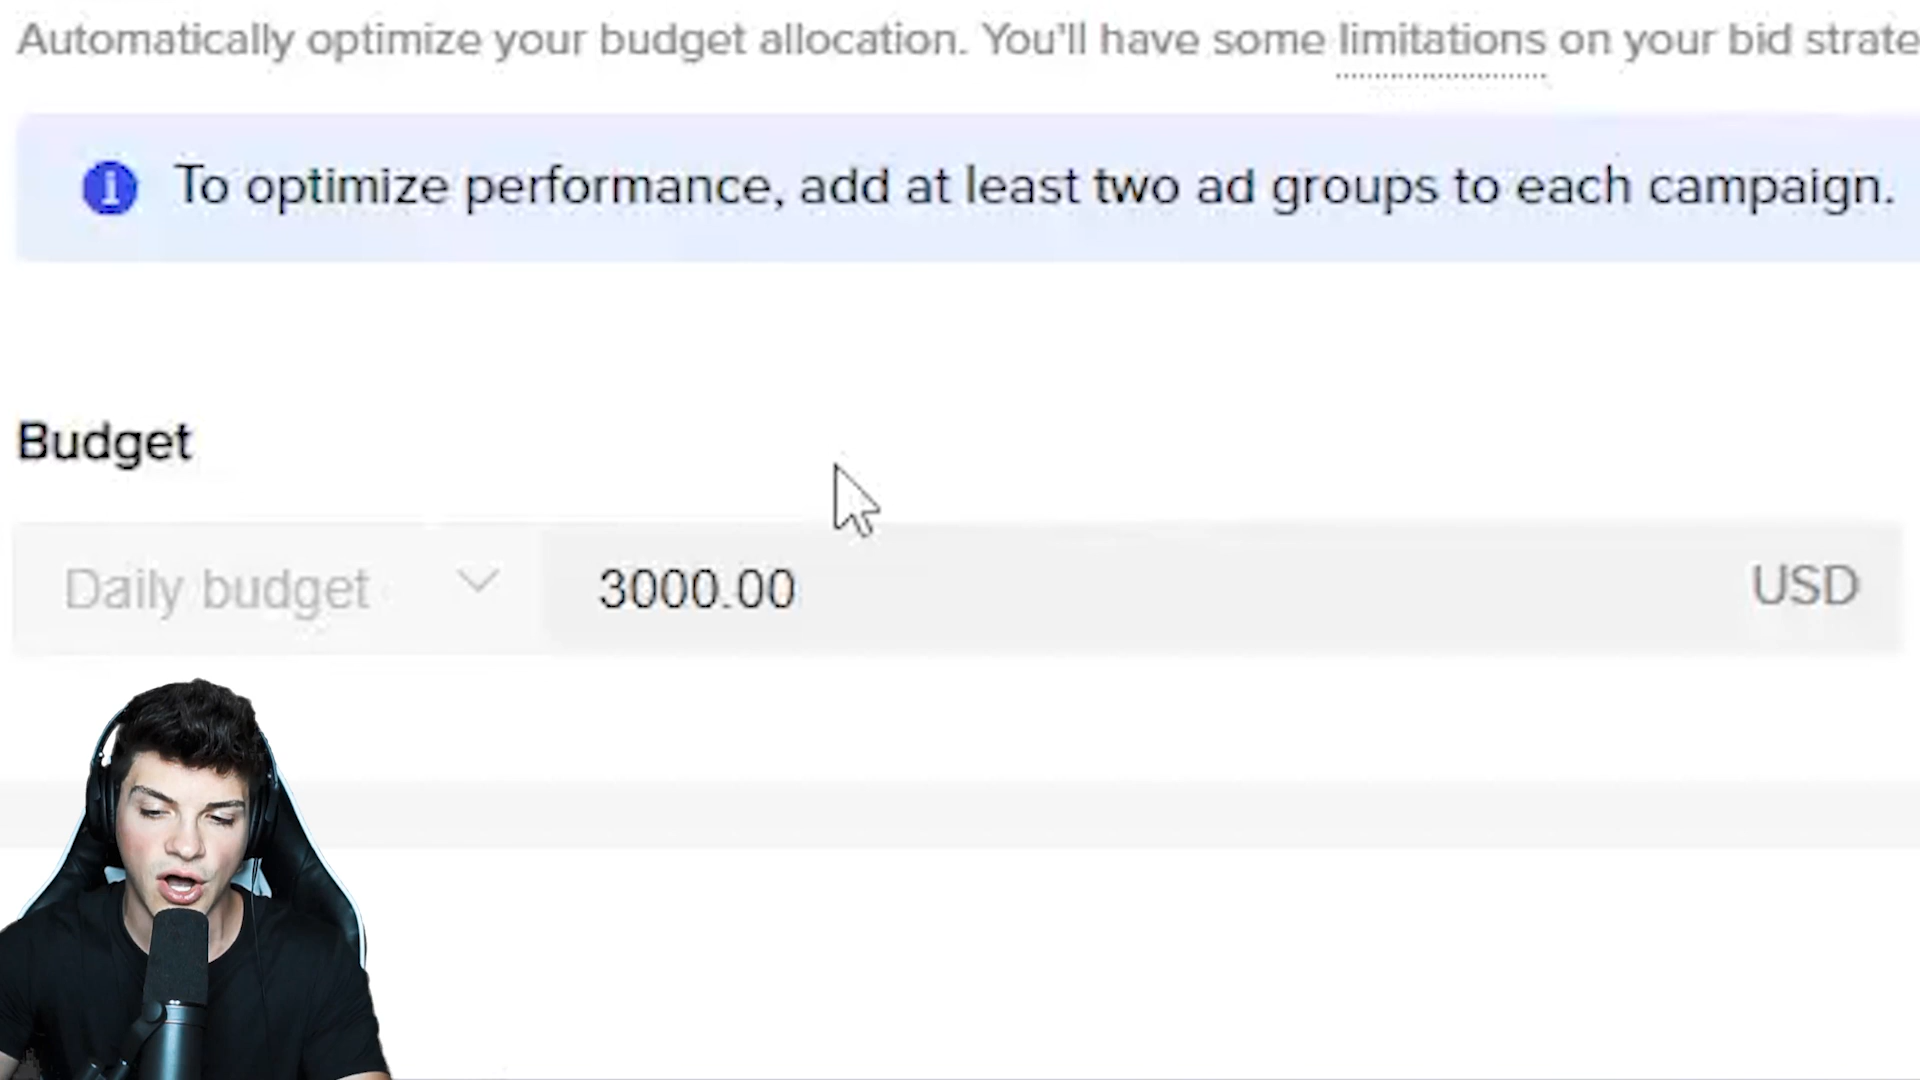 Automatically optimize your budget allocation. You'll have some limitations on your bid strate
To optimize performance, add at least two ad groups to each campaign.
Budget
Daily budget 3000.00 USD